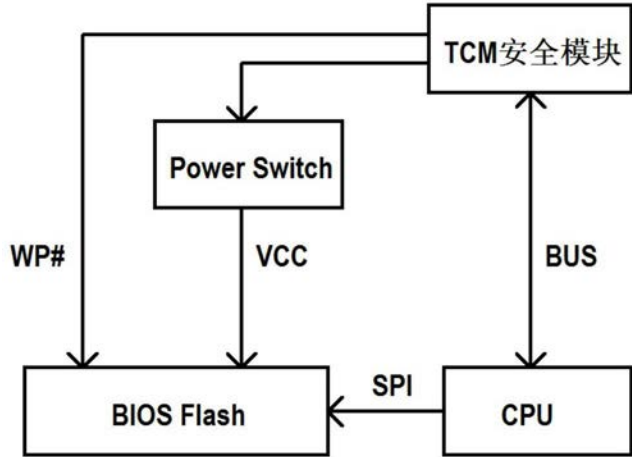 TCM安全模块
Power Switch
WP#
VCC
BUS
SPI
BIOS Flash
CPU